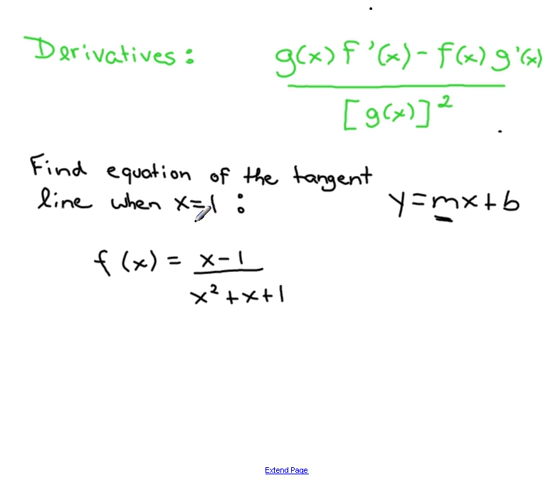 Derivatives: g(x) f'(x) - f(x) g'(x)
[g(x)]²
Find equation of the tangent
line when x=1 : y=mx+b
f(x) = x-1
x²+x+1
Extend Page